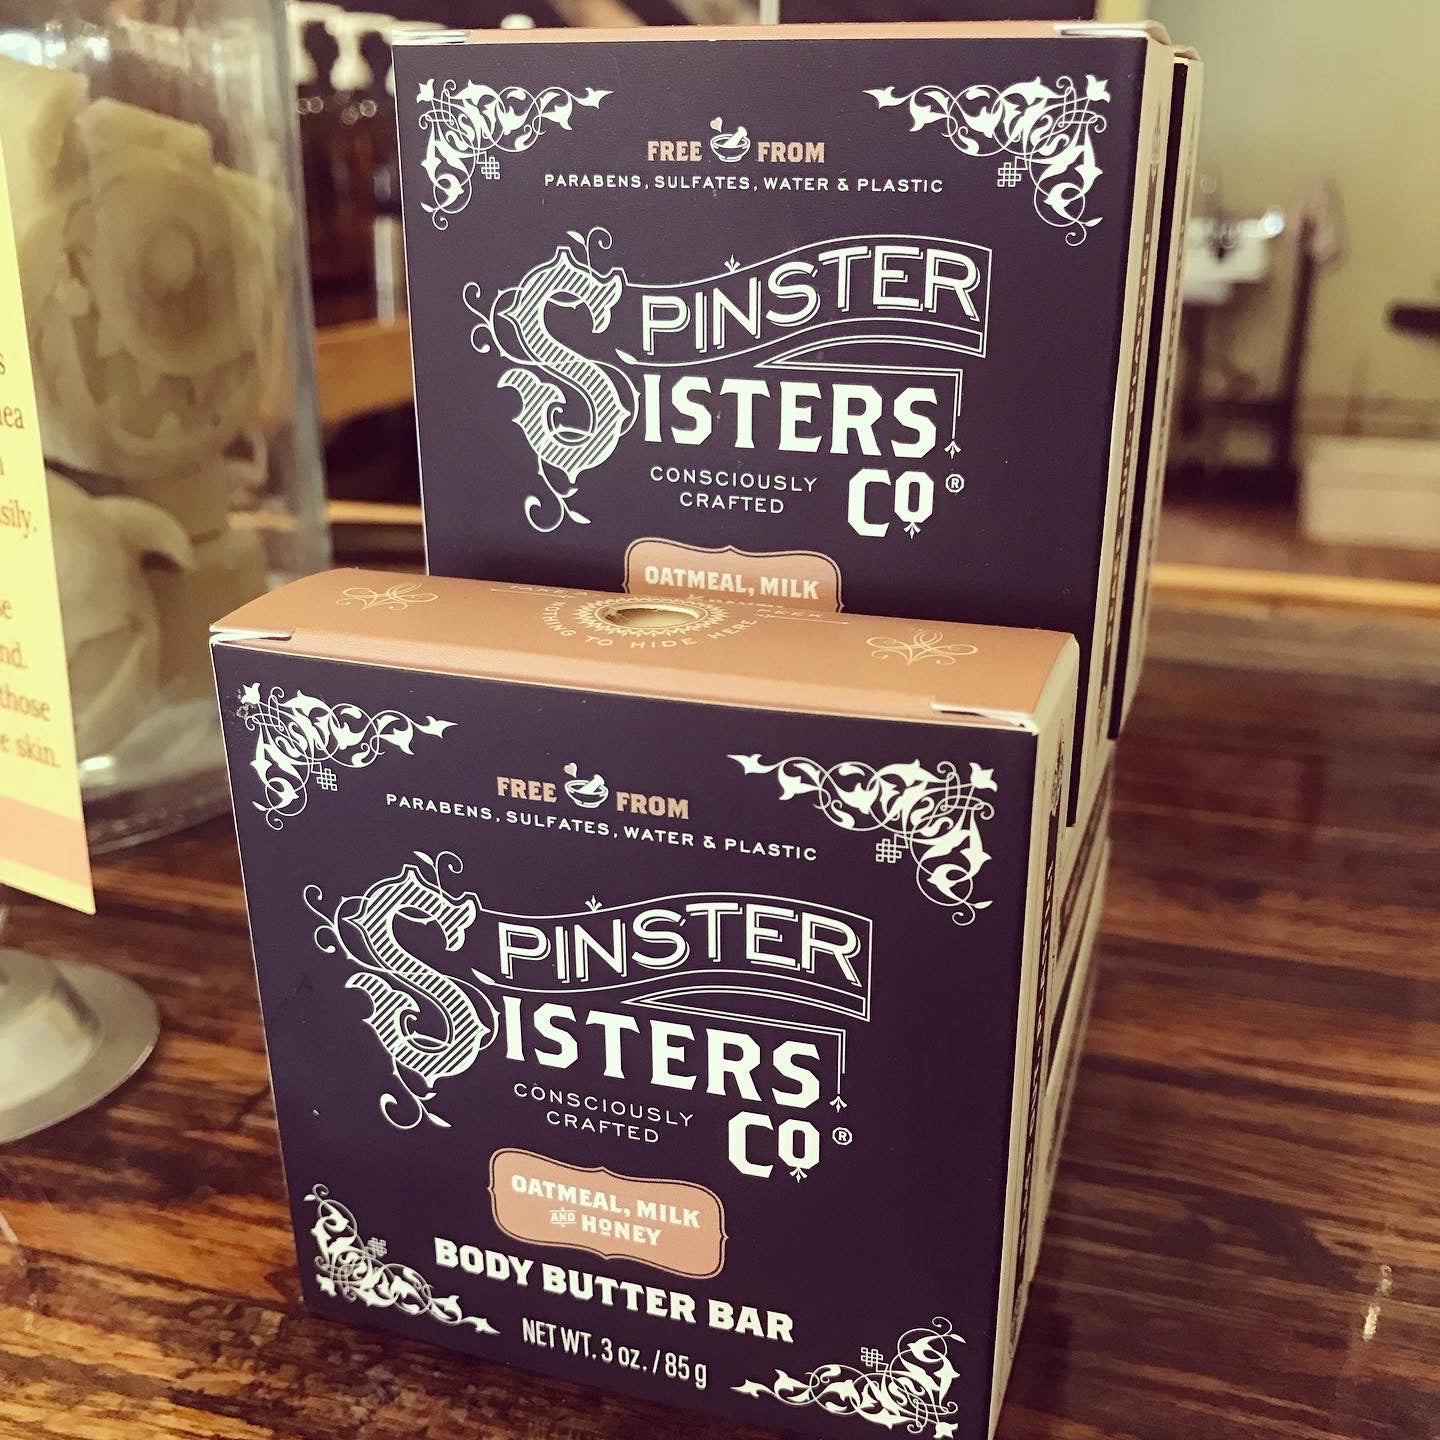 FREE FROM
PARABENS, SULFATES, WATER & PLASTIC
SPINSTER
SISTERS
CO®
CONSCIOUSLY
CRAFTED
OATMEAL, MILK
NOTHING TO HIDE HERE
FREE FROM
PARABENS, SULFATES, WATER & PLASTIC
SPINSTER
SISTERS
CO®
CONSCIOUSLY
CRAFTED
OATMEAL, MILK
AND HONEY
BODY BUTTER BAR
NET WT. 3 oz. / 85 g
those
skin.